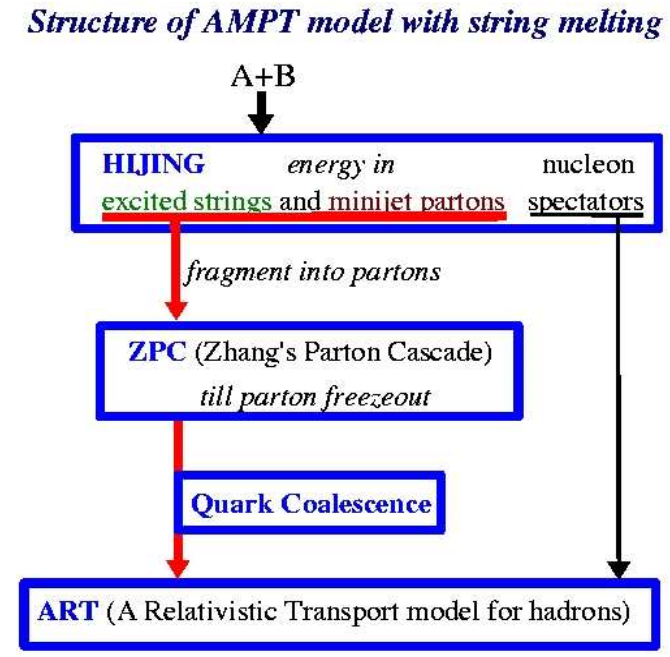 Structure of AMPT model with string melting
A+B
HIJING energy in nucleon
excited strings and minijet partons spectators
fragment into partons
ZPC (Zhang's Parton Cascade)
till parton freezeout
Quark Coalescence
ART (A Relativistic Transport model for hadrons)